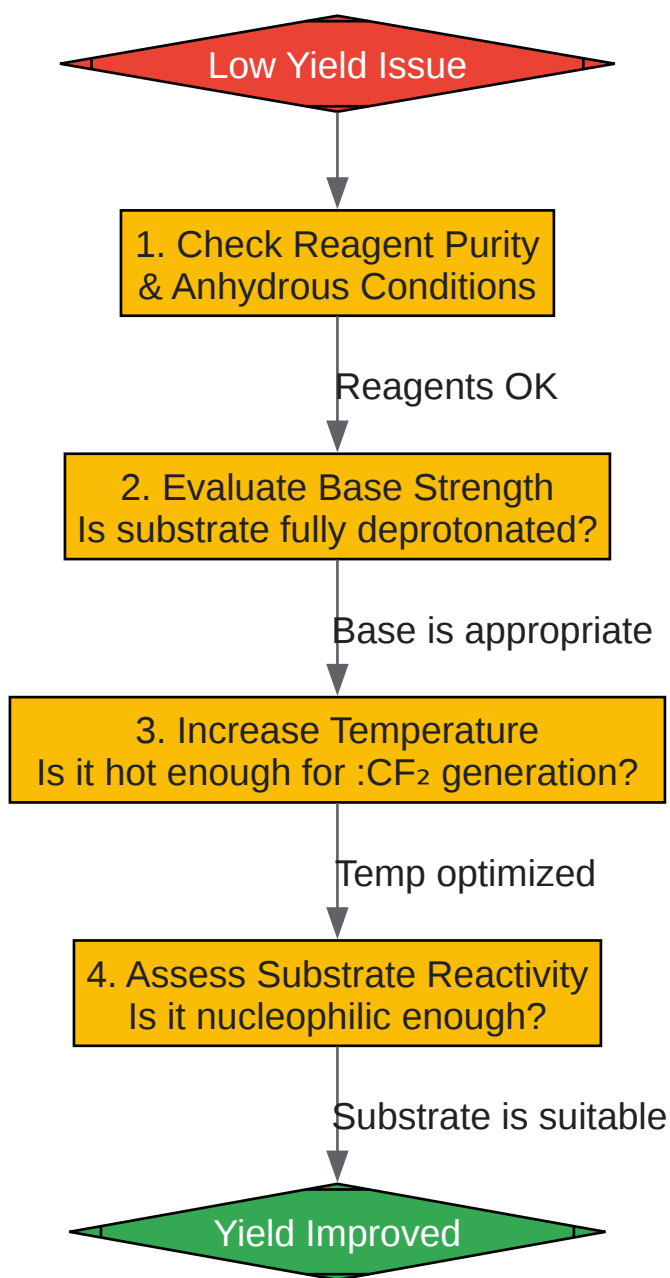 Low Yield Issue
1. Check Reagent Purity
& Anhydrous Conditions
Reagents OK
2. Evaluate Base Strength
Is substrate fully deprotonated?
Base is appropriate
3. Increase Temperature
Is it hot enough for :CF₂ generation?
Temp optimized
4. Assess Substrate Reactivity
Is it nucleophilic enough?
Substrate is suitable
Yield Improved